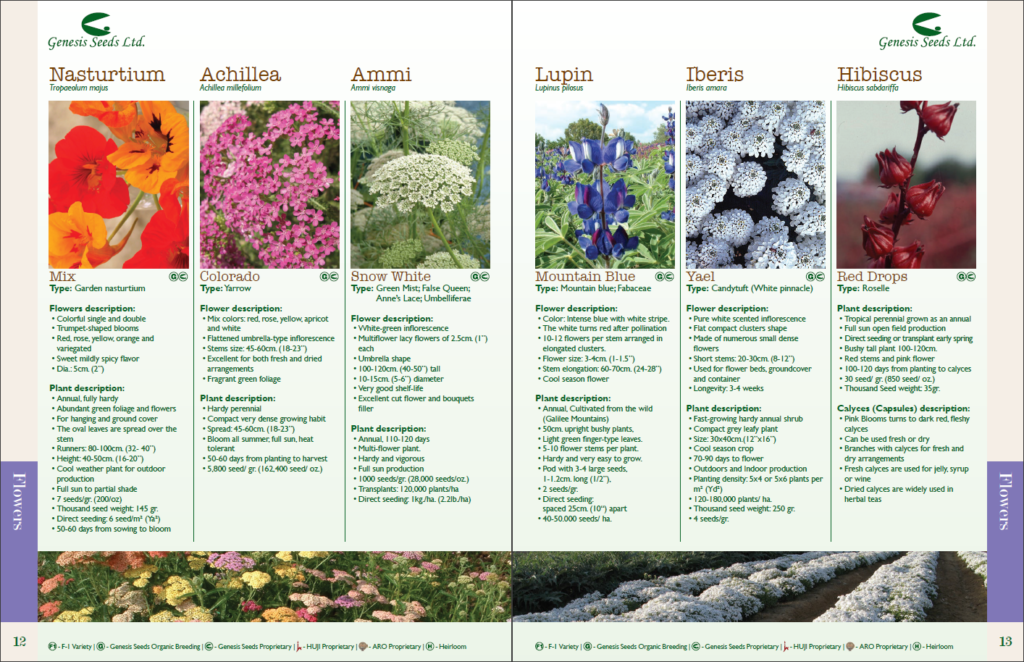 Genesis Seeds Ltd.
Nasturtium
Tropaeolum majus
Mix
Type: Garden nasturtium
Flowers description:
• Colorful single and double
• Trumpet-shaped blooms
• Red, rose, yellow, orange and
variegated
• Sweet mildly spicy flavor
• Dia.: 5cm. (2")
Plant description:
• Annual, fully hardy
• Abundant green foliage and flowers
• For hanging and ground cover
• The oval leaves are spread over the
stem
• Runners: 80-100cm. (32- 40")
• Height: 40-50cm. (16-20")
• Cool weather plant for outdoor
production
• Full sun to partial shade
• 7 seeds/gr. (200/oz)
• Thousand seed weight: 145 gr.
• Direct seeding: 6 seed/m² (Ya²)
• 50-60 days from sowing to bloom
Achillea
Achillea millefolium
Colorado
Type: Yarrow
Flower description:
• Mix colors: red, rose, yellow, apricot
and white
• Flattened umbrella-type inflorescence
• Stems size: 45-60cm. (18-23")
• Excellent for both fresh and dried
arrangements
• Fragrant green foliage
Plant description:
• Hardy perennial
• Compact very dense growing habit
• Spread: 45-60cm. (18-23")
• Bloom all summer, full sun, heat
tolerant
• 50-60 days from planting to harvest
• 5,800 seed/ gr. (162,400 seed/ oz.)
Ammi
Ammi visnaga
Snow White
Type: Green Mist; False Queen;
Anne's Lace; Umbelliferae
Flower description:
• White-green inflorescence
• Multiflower lacy flowers of 2.5cm. (1")
each
• Umbrella shape
• 100-120cm. (40-50") tall
• 10-15cm. (5-6") diameter
• Very good shelf-life
• Excellent cut flower and bouquets
filler
Plant description:
• Annual, 110-120 days
• Multi-flower plant,
• Hardy and vigorous
• Full sun production
• 1000 seeds/gr. (28,000 seeds/oz.)
• Transplants: 120,000 plants/ha
• Direct seeding: 1kg./ha. (2.2lb./ha)
Flowers
12
F-1 Variety | G - Genesis Seeds Organic Breeding | - Genesis Seeds Proprietary | - HUJI Proprietary | - ARO Proprietary | H - Heirloom
Genesis Seeds Ltd.
Lupin
Lupinus pilosus
Mountain Blue
Type: Mountain blue; Fabaceae
Flower description:
• Color: Intense blue with white stripe.
• The white turns red after pollination
• 10-12 flowers per stem arranged in
elongated clusters.
• Flower size: 3-4cm. (1-1.5")
• Stem elongation: 60-70cm. (24-28")
• Cool season flower
Plant description:
• Annual, Cultivated from the wild
(Galilee Mountains)
• 50cm. upright bushy plants,
• Light green finger-type leaves.
• 5-10 flower stems per plant.
• Hardy and very easy to grow.
• Pod with 3-4 large seeds,
1-1.2cm. long (1/2"),
• 2 seeds/gr.
• Direct seeding:
spaced 25cm. (10") apart
• 40-50.000 seeds/ ha.
Iberis
Iberis amara
Yael
Type: Candytuft (White pinnacle)
Flower description:
• Pure white scented inflorescence
• Flat compact clusters shape
• Made of numerous small dense
flowers
• Short stems: 20-30cm. (8-12")
• Used for flower beds, groundcover
and container
• Longevity: 3-4 weeks
Plant description:
• Fast-growing hardy annual shrub
• Compact grey leafy plant
• Size: 30x40cm.(12"x16")
• Cool season crop
• 70-90 days to flower
• Outdoors and Indoor production
• Planting density: 5x4 or 5x6 plants per
m² (Yd²)
• 120-180,000 plants/ ha.
• Thousand seed weight: 250 gr.
• 4 seeds/gr.
Hibiscus
Hibiscus sabdariffa
Red Drops
Type: Roselle
Plant description:
• Tropical perennial grown as an annual
• Full sun open field production
• Direct seeding or transplant early spring
• Bushy tall plant 100-120cm.
• Red stems and pink flower
• 100-120 days from planting to calyces
• 30 seed/ gr. (850 seed/ oz.)
• Thousand Seed weight: 35gr.
Calyces (Capsules) description:
• Pink Blooms turns to dark red, fleshy
calyces
• Can be used fresh or dry
• Branches with calyces for fresh and
dry arrangements
• Fresh calyces are used for jelly, syrup
or wine
• Dried calyces are widely used in
herbal teas
Flowers
F-1 Variety | G - Genesis Seeds Organic Breeding | - Genesis Seeds Proprietary | - HUJI Proprietary | - ARO Proprietary | H - Heirloom
13